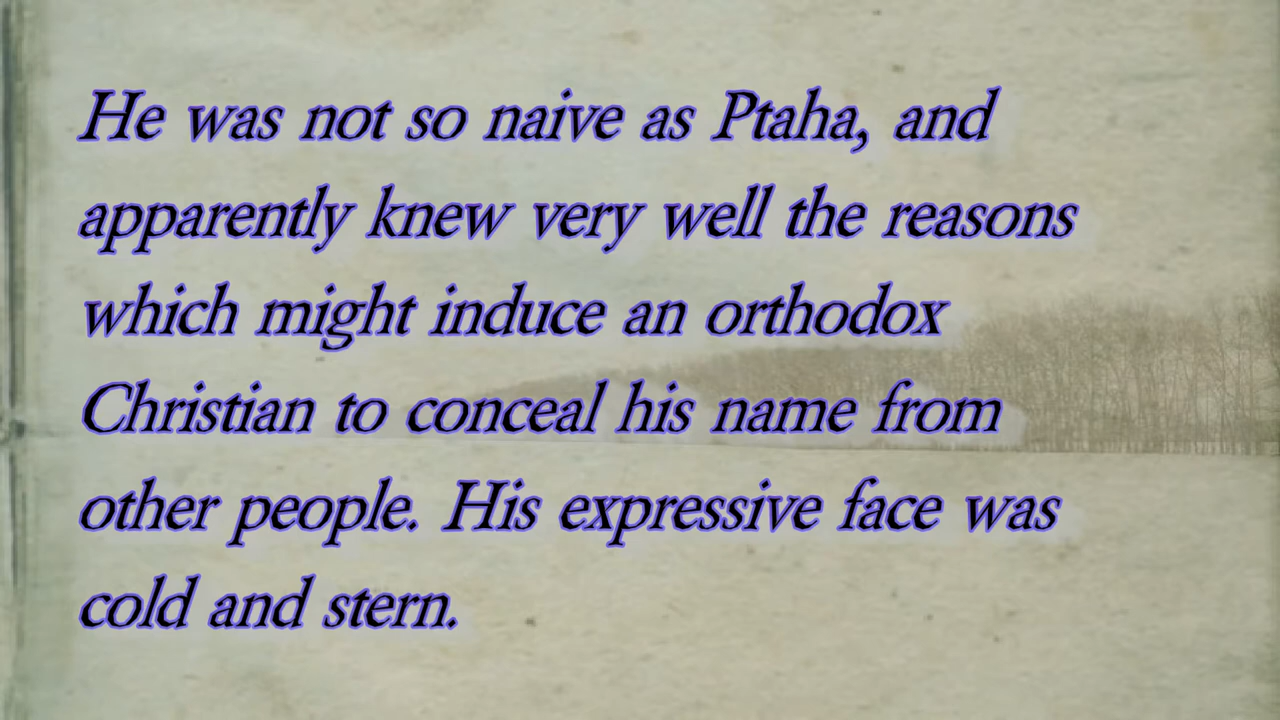 He was not so naive as Ptaha, and
apparently knew very well the reasons
which might induce an orthodox
Christian to conceal his name from
other people. His expressive face was
cold and stern.